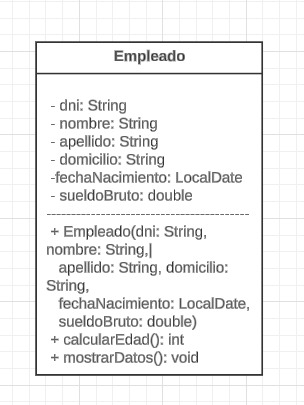 Empleado
- dni: String
- nombre: String
- apellido: String
- domicilio: String
-fechaNacimiento: LocalDate
- sueldoBruto: double
----------------------------------------
+ Empleado(dni: String,
nombre: String,|
apellido: String, domicilio:
String,
fechaNacimiento: LocalDate,
sueldoBruto: double)
+ calcularEdad(): int
+ mostrarDatos(): void